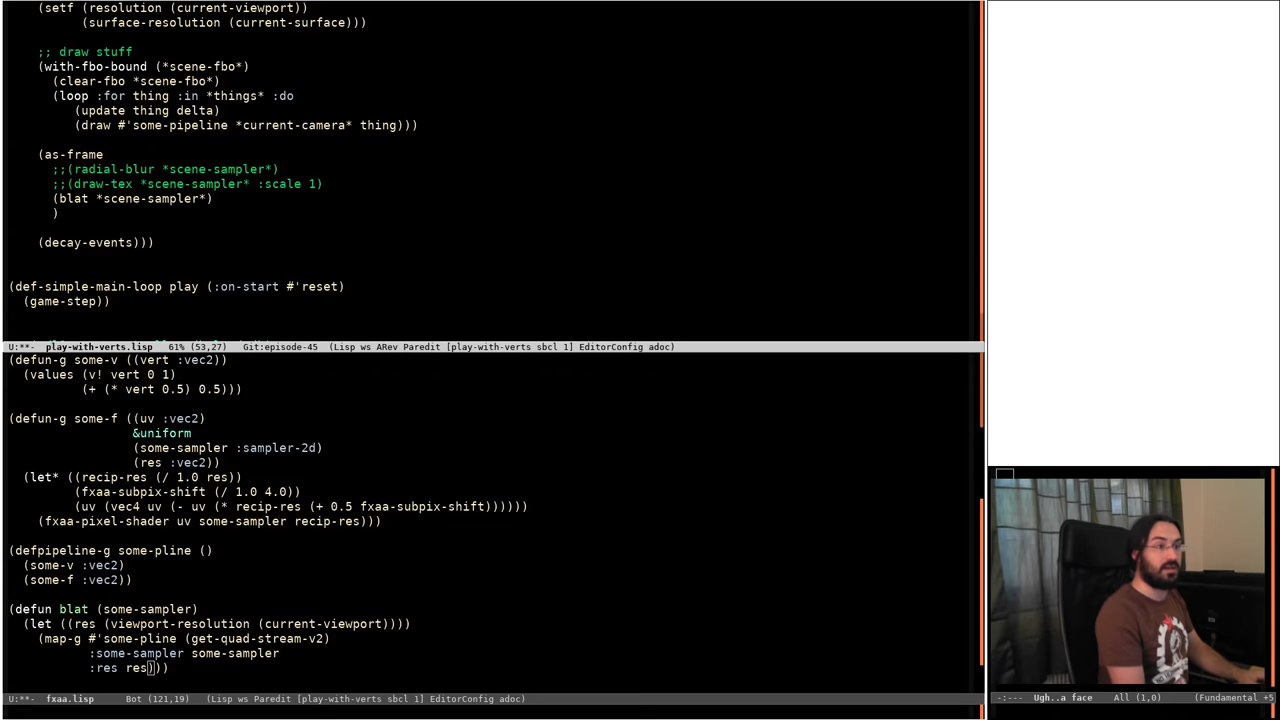 (setf (resolution (current-viewport))
(surface-resolution (current-surface)))
;; draw stuff
(with-fbo-bound (*scene-fbo*)
(clear-fbo *scene-fbo*)
(loop :for thing :in *things* :do
(update thing delta)
(draw #'some-pipeline *current-camera* thing)))
(as-frame
;;(radial-blur *scene-sampler*)
;;(draw-tex *scene-sampler* :scale 1)
(blat *scene-sampler*)
)
(decay-events)))
(def-simple-main-loop play (:on-start #'reset)
(game-step))
U:**-  play-with-verts.lisp   61% (53,27)   Git:episode-45  (Lisp ws ARev Paredit [play-with-verts sbcl 1] EditorConfig adoc)
(defun-g some-v ((vert :vec2))
(values (v! vert 0 1)
(+ (* vert 0.5) 0.5)))
(defun-g some-f ((uv :vec2)
&uniform
(some-sampler :sampler-2d)
(res :vec2))
(let* ((recip-res (/ 1.0 res))
(fxaa-subpix-shift (/ 1.0 4.0))
(uv (vec4 uv (- uv (* recip-res (+ 0.5 fxaa-subpix-shift))))))
(fxaa-pixel-shader uv some-sampler recip-res)))
(defpipeline-g some-pline ()
(some-v :vec2)
(some-f :vec2))
(defun blat (some-sampler)
(let ((res (viewport-resolution (current-viewport))))
(map-g #'some-pline (get-quad-stream-v2)
:some-sampler some-sampler
:res res)))
U:**-  fxaa.lisp      Bot (121,19)   (Lisp ws Paredit [play-with-verts sbcl 1] EditorConfig adoc)
-:---  Ugh..a face    All (1,0)      (Fundamental +5